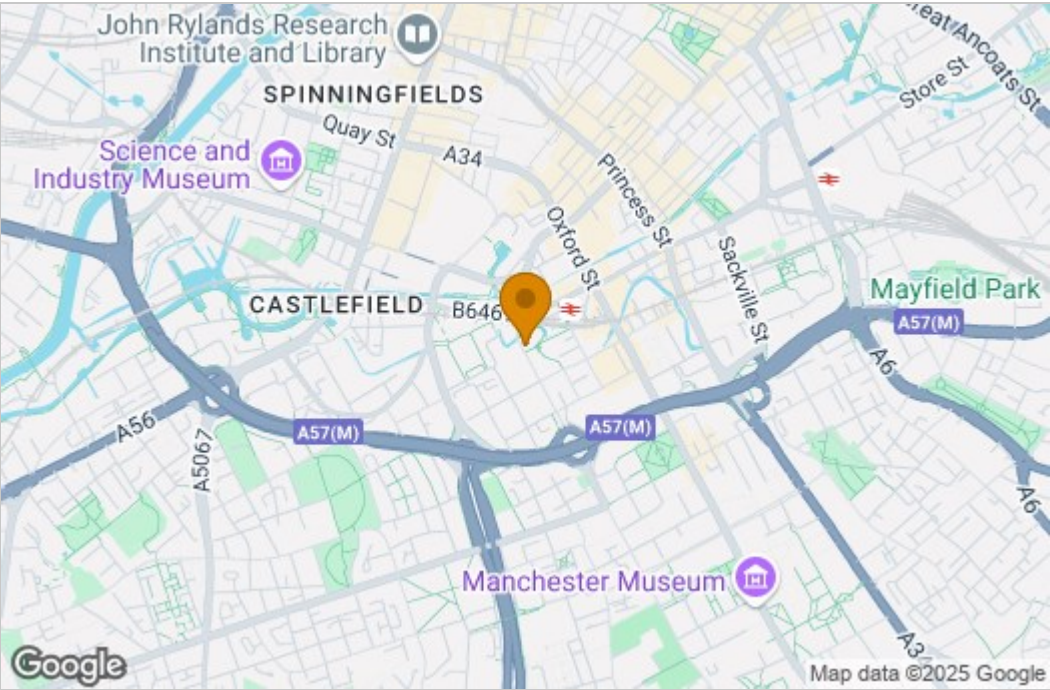 John Rylands Research
Institute and Library
SPINNINGFIELDS
Quay St
A34
Science and
Industry Museum
Princess St
Oxford St
Sackville St
Store St
reat Ancoats St
CASTLEFIELD
B646
Mayfield Park
A57(M)
A6
A56
A5067
A57(M)
A57(M)
A6
Manchester Museum
A3
Google
Map data ©2025 Google